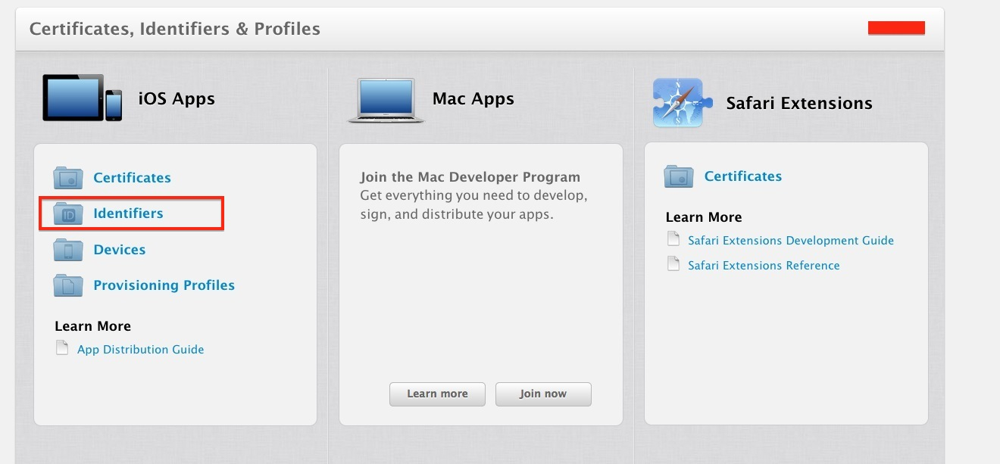 Certificates, Identifiers & Profiles
iOS Apps
Certificates
ID
Identifiers
Devices
Provisioning Profiles
Learn More
App Distribution Guide
Mac Apps
Join the Mac Developer Program
Get everything you need to develop,
sign, and distribute your apps.
Learn more
Join now
Safari Extensions
N
S
Certificates
Learn More
Safari Extensions Development Guide
Safari Extensions Reference